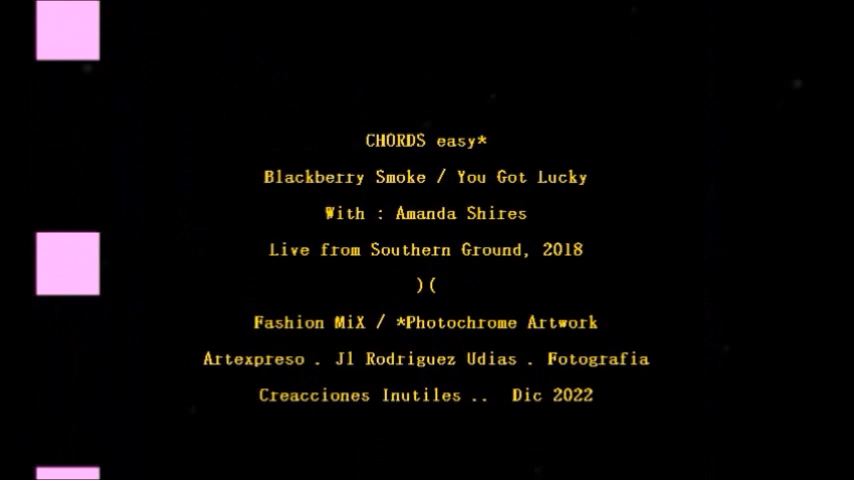 CHORDS easy*
Blackberry Smoke / You Got Lucky
With : Amanda Shires
Live from Southern Ground, 2018
)(
Fashion MiX / *Photochrome Artwork
Artexpreso . Jl Rodriguez Udias . Fotografia
Creacciones Inutiles .. Dic 2022